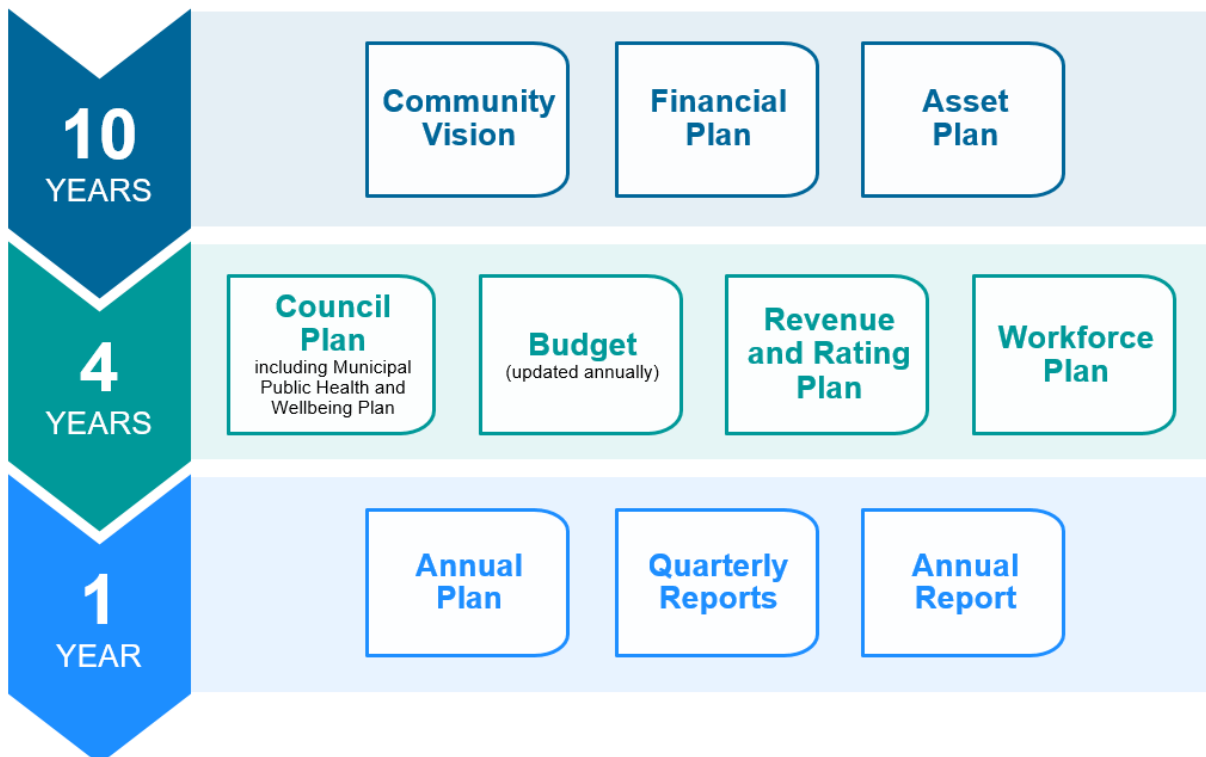 10
YEARS
Community
Vision
Financial
Plan
Asset
Plan
4
YEARS
Council
Plan
including Municipal
Public Health and
Wellbeing Plan
Budget
(updated annually)
Revenue
and Rating
Plan
Workforce
Plan
1
YEAR
Annual
Plan
Quarterly
Reports
Annual
Report